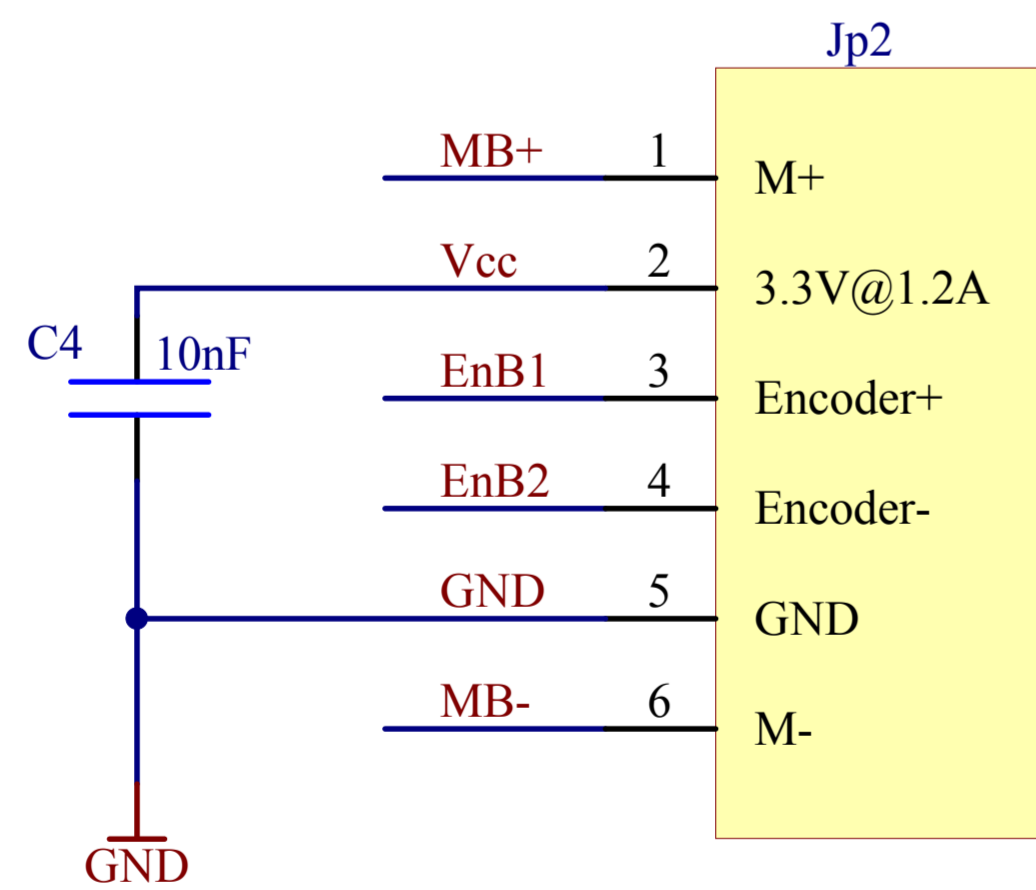 Jp2
MB+ 1 M+
Vcc 2 3.3V@1.2A
C4 10nF
EnB1 3 Encoder+
EnB2 4 Encoder-
GND 5 GND
MB- 6 M-
GND